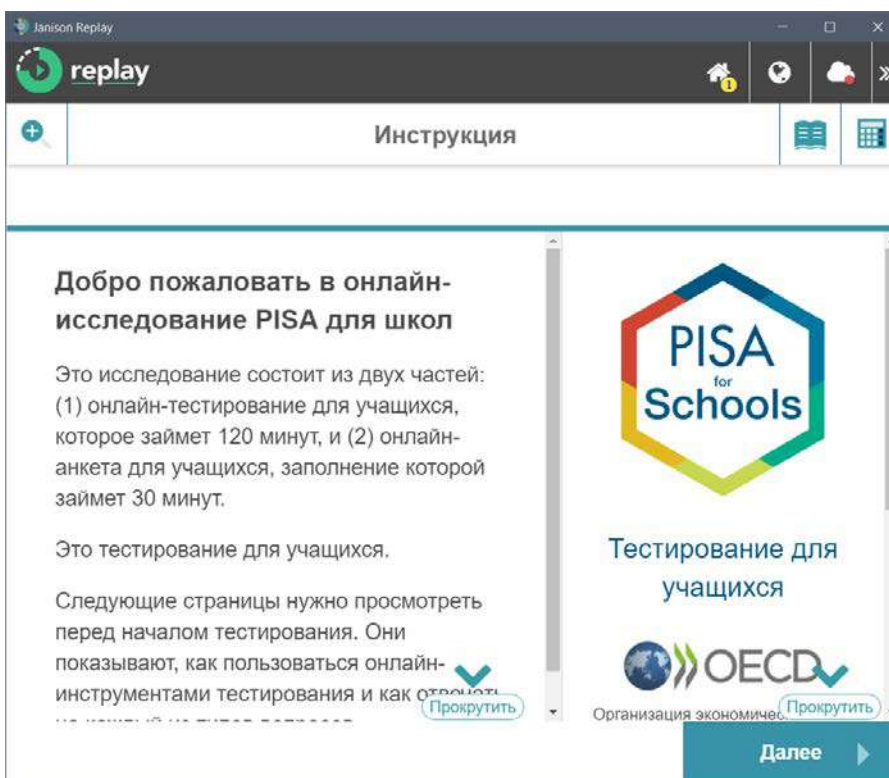 Janison Replay
replay
1
Инструкция
Добро пожаловать в онлайн-
исследование PISA для школ
Это исследование состоит из двух частей:
(1) онлайн-тестирование для учащихся,
которое займет 120 минут, и (2) онлайн-
анкета для учащихся, заполнение которой
займет 30 минут.
Это тестирование для учащихся.
Следующие страницы нужно просмотреть
перед началом тестирования. Они
показывают, как пользоваться онлайн-
инструментами тестирования и как отвечать
Прокрутить
PISA
for
Schools
Тестирование для
учащихся
OECD
Организация
Прокрутить
Далее